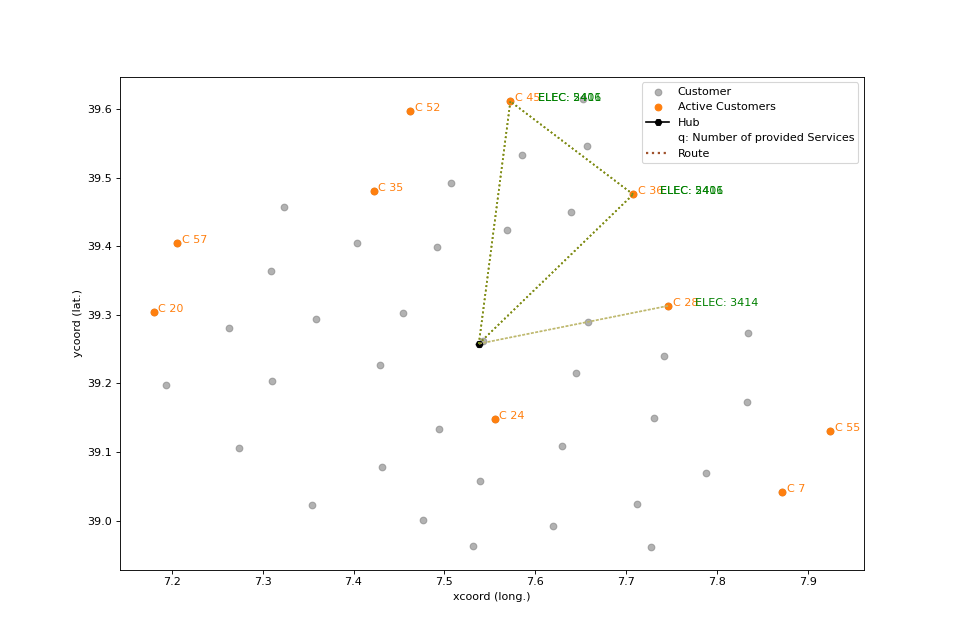 Customer
Active Customers
Hub
q: Number of provided Services
Route
C 45
C 52
C 35
C 36
C 57
C 20
C 28
ELEC: 3414
C 24
C 55
C 7
39.6
39.5
39.4
39.3
39.2
39.1
39.0
ycoord (lat.)
7.2 7.3 7.4 7.5 7.6 7.7 7.8 7.9
xcoord (long.)